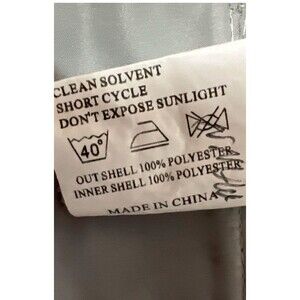 CLEAN SOLVENT
SHORT CYCLE
DON'T EXPOSE SUNLIGHT
40°
OUT SHELL 100% POLYESTER
INNER SHELL 100% POLYESTER
MADE IN CHINA